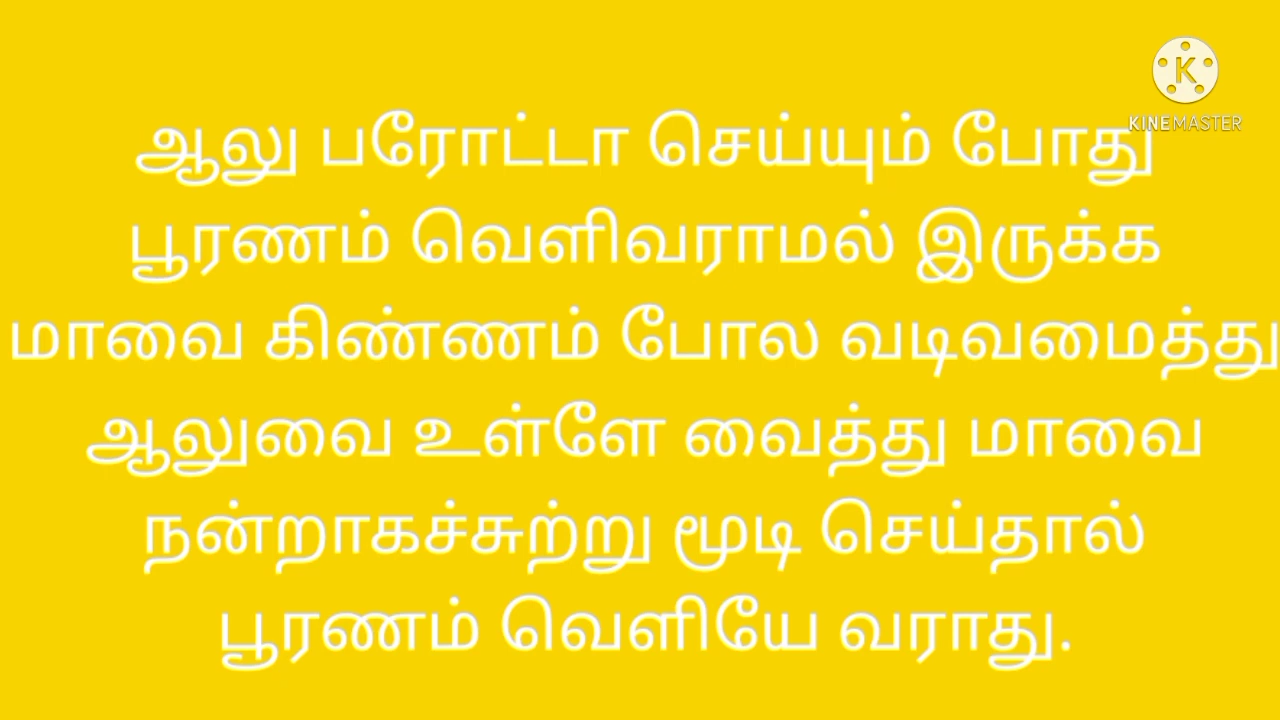 KINEMASTER
ஆலு பரோட்டா செய்யும் போது
பூரணம் வெளிவராமல் இருக்க
மாவை கிண்ணம் போல வடிவமைத்து
ஆலுவை உள்ளே வைத்து மாவை
நன்றாகச்சுற்று மூடி செய்தால்
பூரணம் வெளியே வராது.